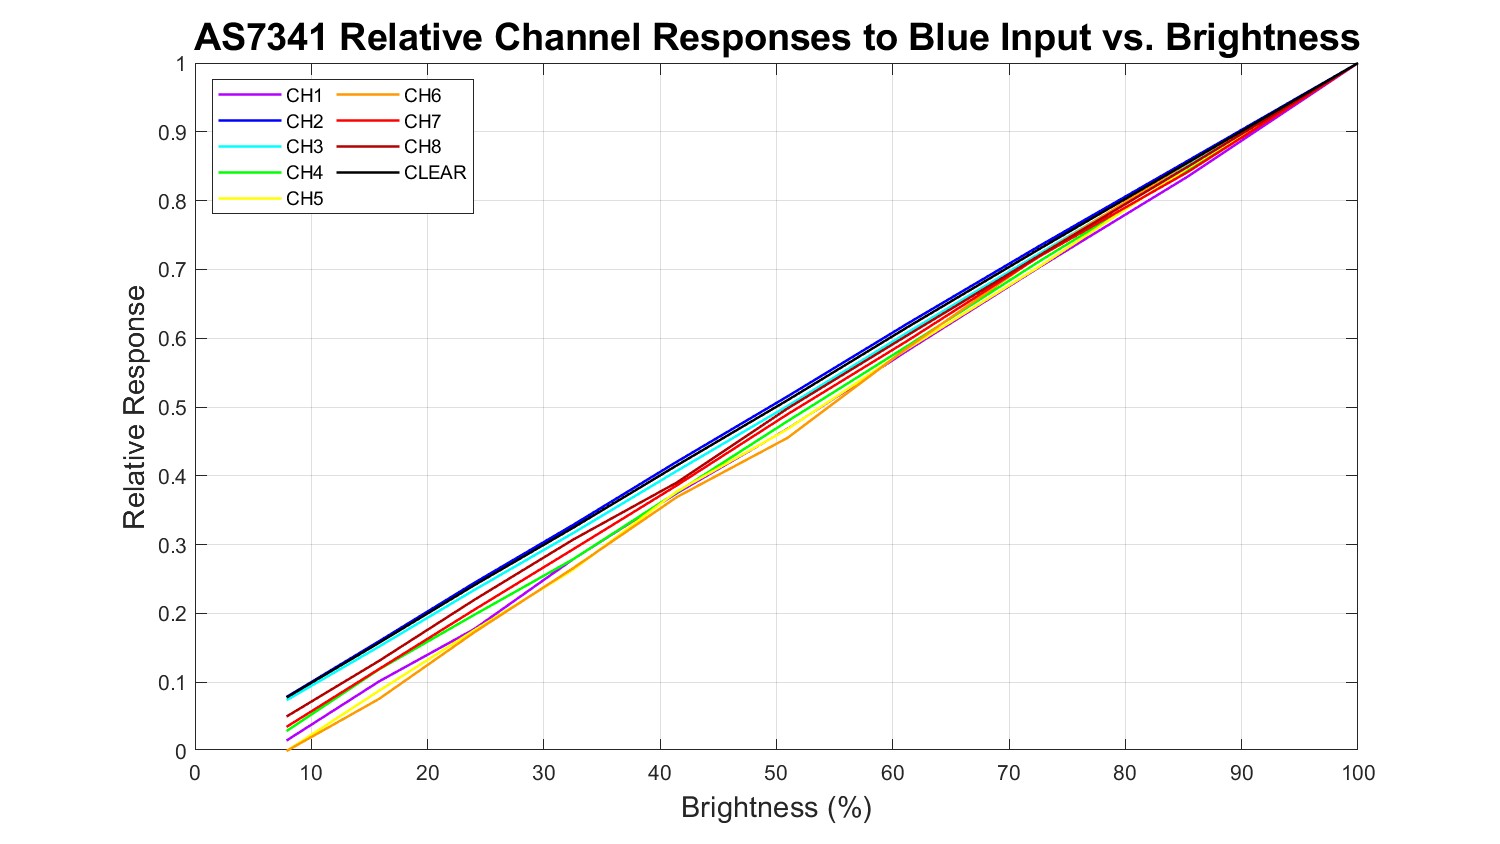 AS7341 Relative Channel Responses to Blue Input vs. Brightness
1
0.9
0.8
0.7
0.6
0.5
0.4
0.3
0.2
0.1
0
Relative Response
CH1 CH6
CH2 CH7
CH3 CH8
CH4 CLEAR
CH5
0 10 20 30 40 50 60 70 80 90 100
Brightness (%)